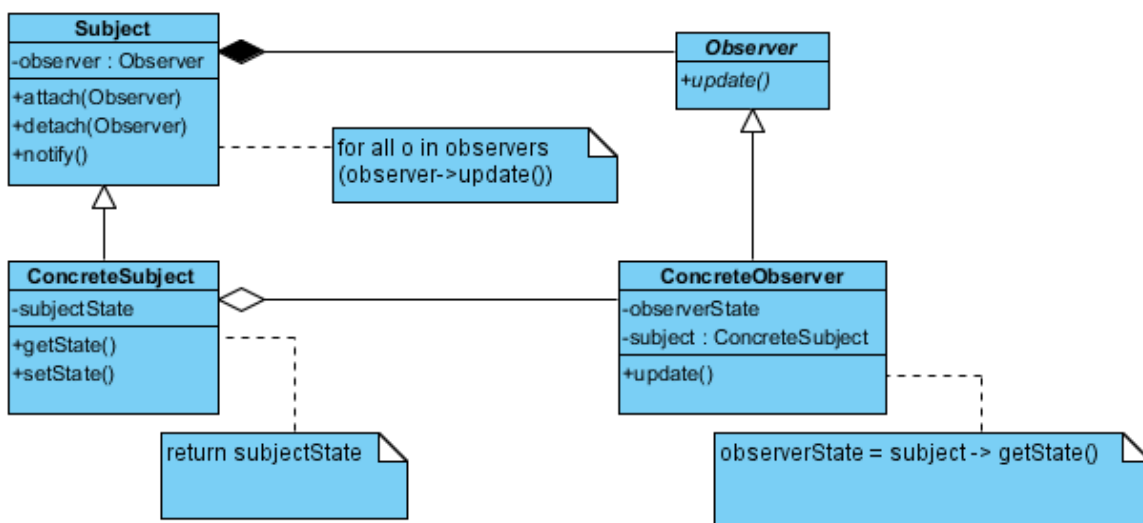 Subject
-observer : Observer
+attach(Observer)
+detach(Observer)
+notify()
Observer
+update()
for all o in observers
(observer->update())
ConcreteSubject
-subjectState
+getState()
+setState()
ConcreteObserver
-observerState
-subject : ConcreteSubject
+update()
return subjectState
observerState = subject -> getState()